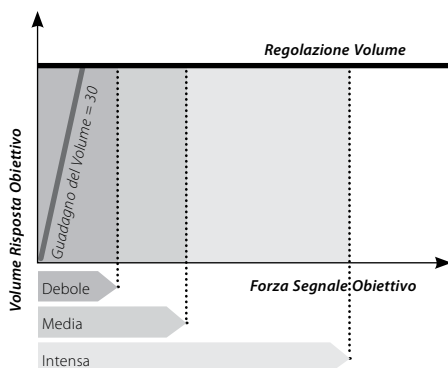 Regolazione Volume
Volume Risposta Obiettivo
Guadagno del Volume = 30
Debole
Forza Segnale Obiettivo
Media
Intensa